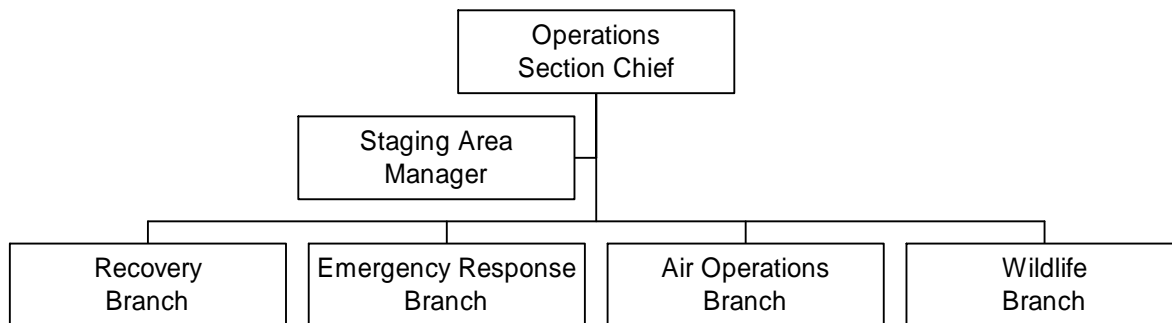 Operations
Section Chief
Staging Area
Manager
Recovery
Branch
Emergency Response
Branch
Air Operations
Branch
Wildlife
Branch